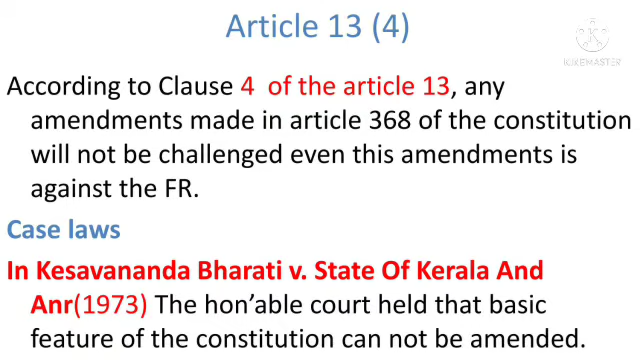 Article 13 (4)
KINEMASTER
According to Clause 4 of the article 13, any
amendments made in article 368 of the constitution
will not be challenged even this amendments is
against the FR.
Case laws
In Kesavananda Bharati v. State Of Kerala And
Anr(1973) The hon’able court held that basic
feature of the constitution can not be amended.